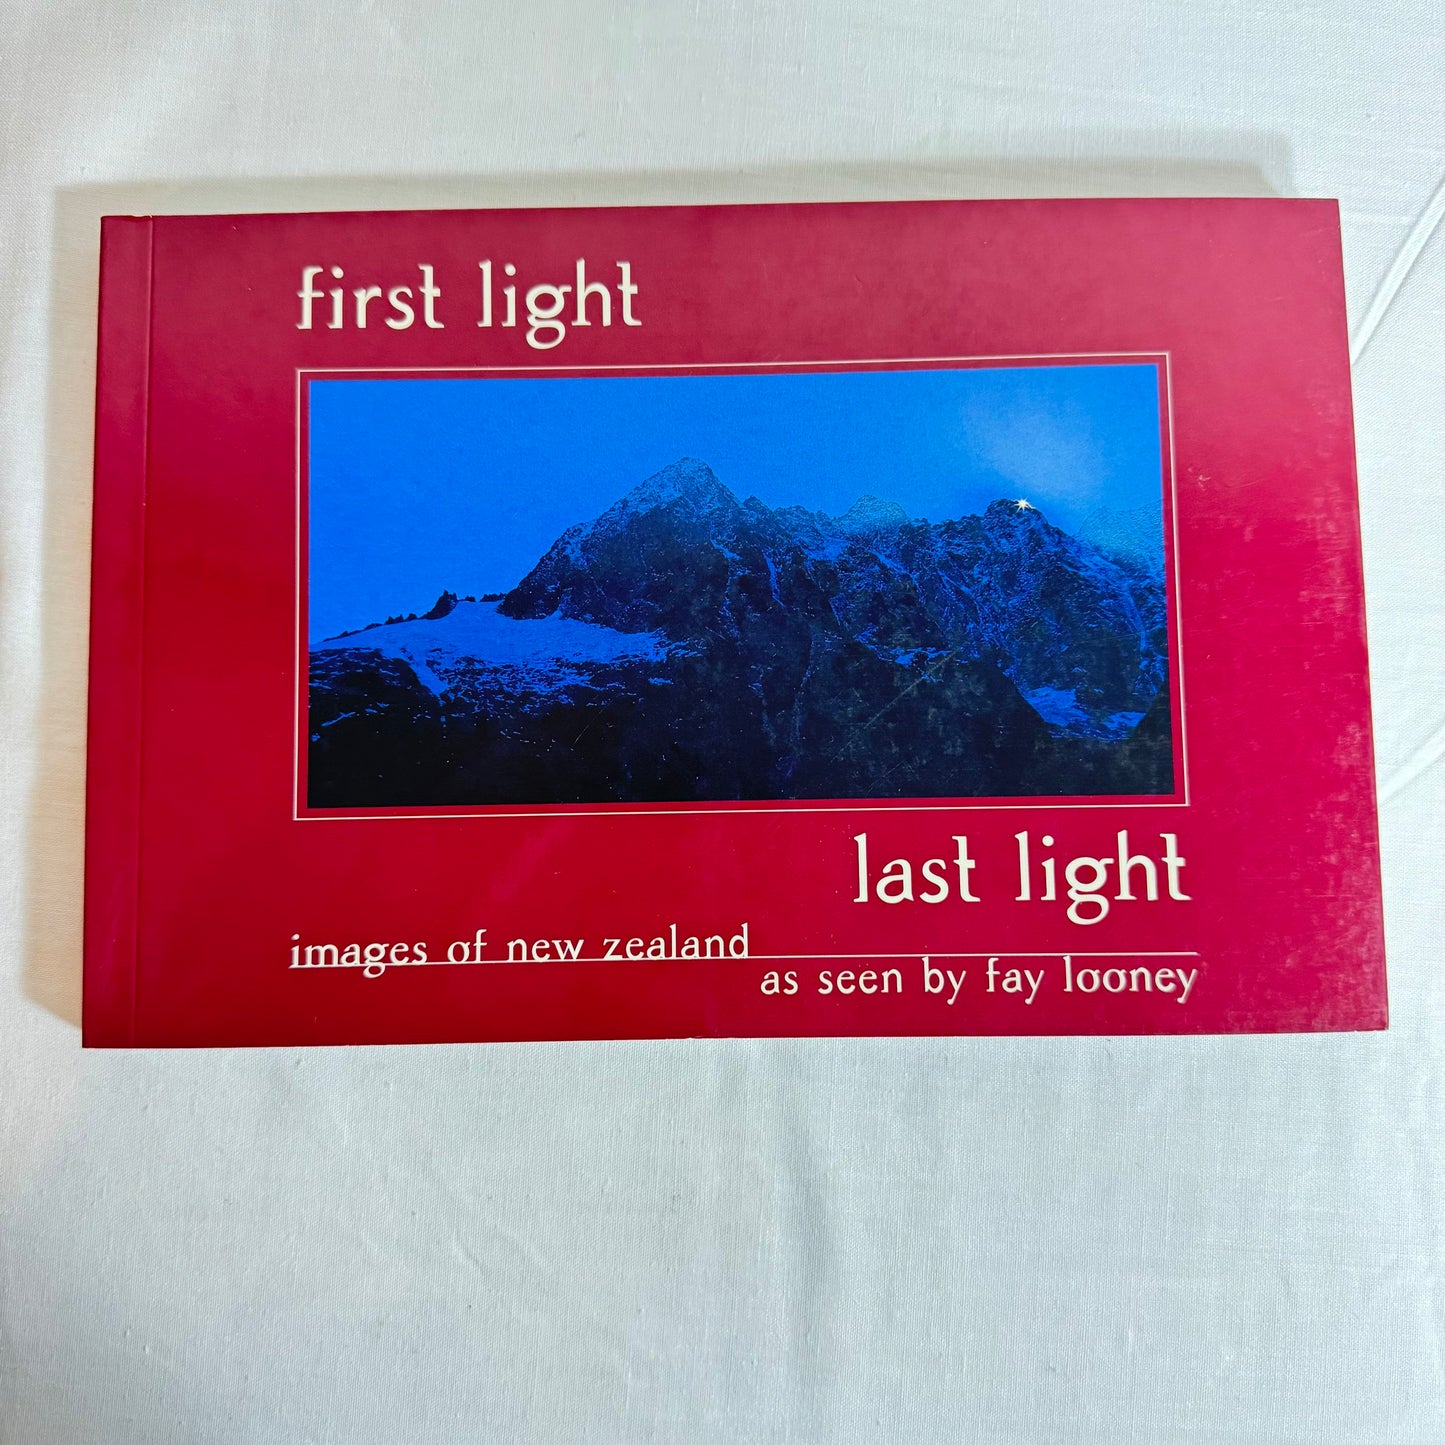 first light
last light
images of new zealand
as seen by fay looney